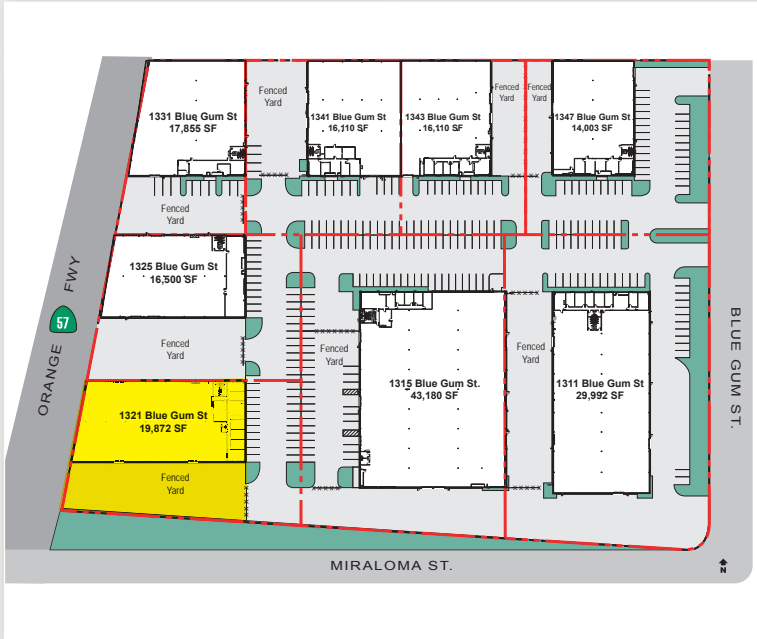 Fenced
Yard
Fenced
Yard
Fenced
Yard
1331 Blue Gum St
17,855 SF
1341 Blue Gum St
16,110 SF
1343 Blue Gum St
16,110 SF
1347 Blue Gum St
14,003 SF
Fenced
Yard
1325 Blue Gum St
16,500 SF
ORANGE 57 FWY
Fenced
Yard
Fenced
Yard
Fenced
Yard
1315 Blue Gum St.
43,180 SF
1311 Blue Gum St
29,992 SF
BLUE GUM ST.
1321 Blue Gum St
19,872 SF
Fenced
Yard
MIRALOMA ST.
N